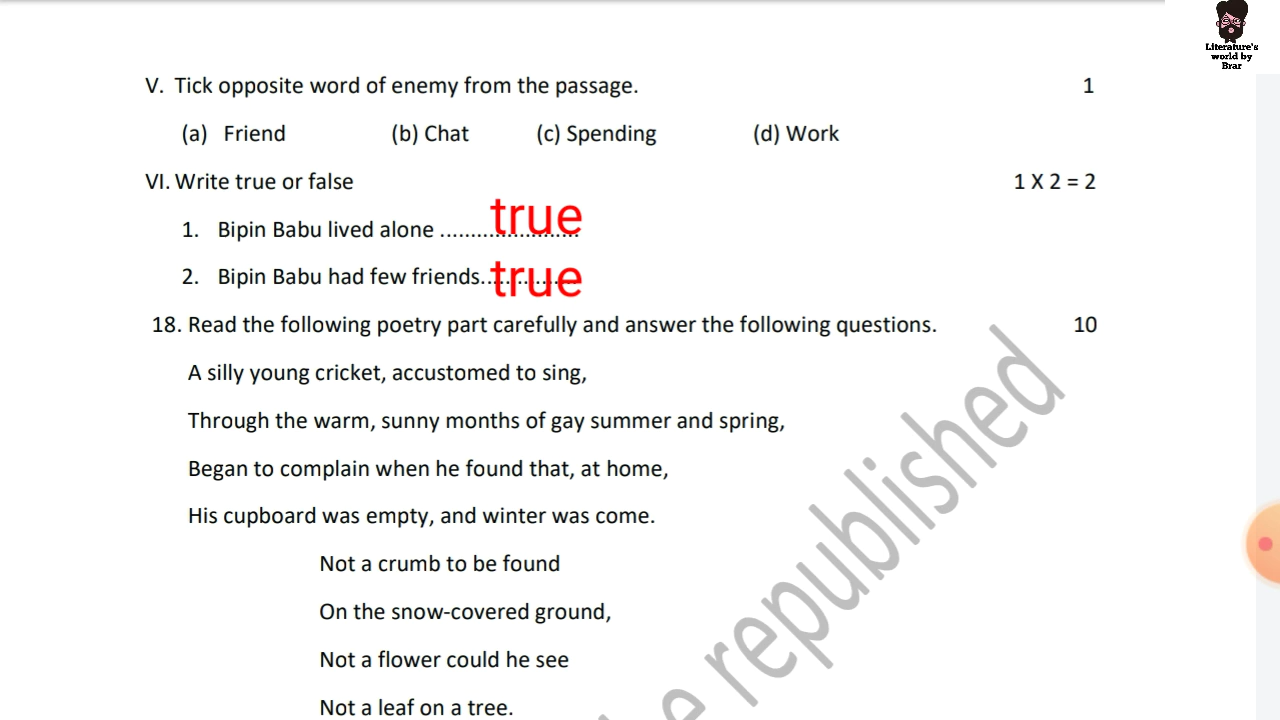 Literature's
world by
Brar
V. Tick opposite word of enemy from the passage. 1
(a) Friend (b) Chat (c) Spending (d) Work
VI. Write true or false 1 X 2 = 2
1. Bipin Babu lived alone ....................... true
2. Bipin Babu had few friends................ true
18. Read the following poetry part carefully and answer the following questions. 10
A silly young cricket, accustomed to sing,
Through the warm, sunny months of gay summer and spring,
Began to complain when he found that, at home,
His cupboard was empty, and winter was come.
Not a crumb to be found
On the snow-covered ground,
Not a flower could he see
Not a leaf on a tree.
republished